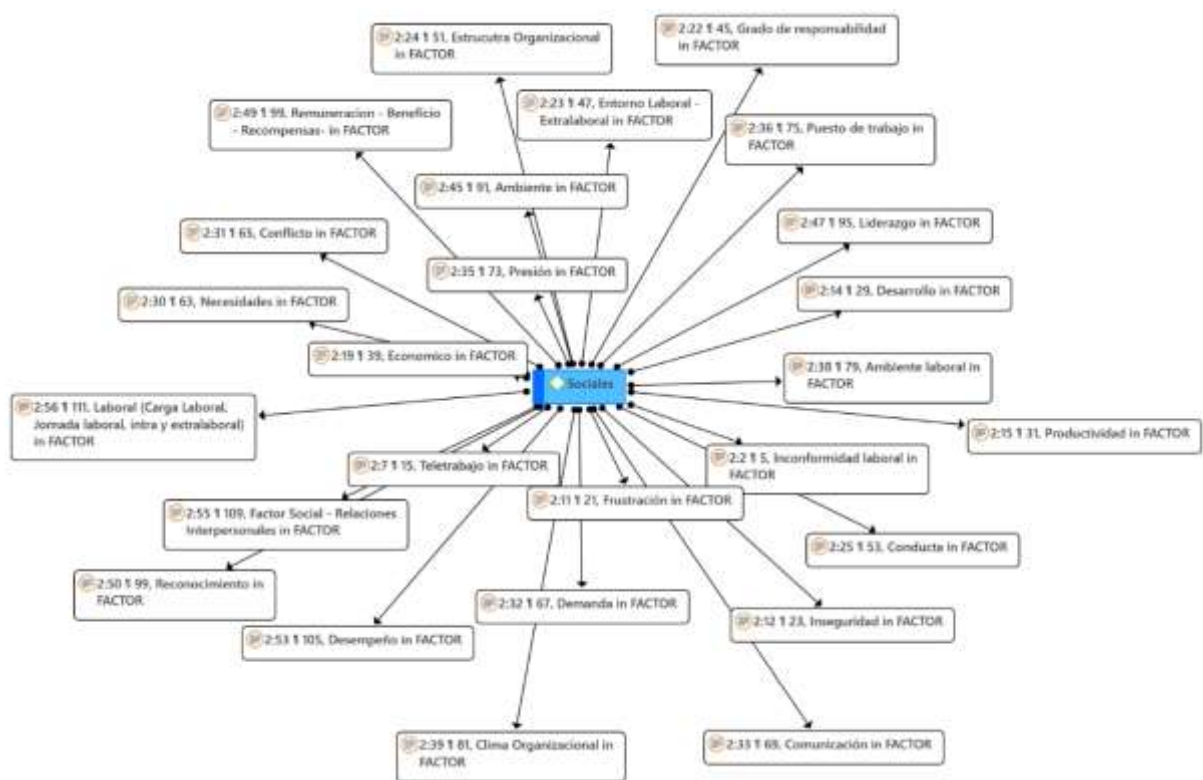 2:24 ¶ 51, Estrucutra Organizacional
in FACTOR
2:22 ¶ 45, Grado de responsabilidad
in FACTOR
2:49 ¶ 99, Remuneracion - Beneficio
- Recompensas- in FACTOR
2:23 ¶ 47, Entorno Laboral -
Extralaboral in FACTOR
2:36 ¶ 75, Puesto de trabajo in
FACTOR
2:45 ¶ 91, Ambiente in FACTOR
2:31 ¶ 65, Conflicto in FACTOR
2:47 ¶ 95, Liderazgo in FACTOR
2:35 ¶ 73, Presión in FACTOR
2:14 ¶ 29, Desarrollo in FACTOR
2:30 ¶ 63, Necesidades in FACTOR
2:19 ¶ 39, Economico in FACTOR
2:38 ¶ 79, Ambiente laboral in
FACTOR
Sociales
2:56 ¶ 111, Laboral (Carga Laboral,
Jornada laboral, intra y extralaboral)
in FACTOR
2:15 ¶ 31, Productividad in FACTOR
2:7 ¶ 15, Teletrabajo in FACTOR
2:2 ¶ 5, Inconformidad laboral in
FACTOR
2:11 ¶ 21, Frustración in FACTOR
2:55 ¶ 109, Factor Social - Relaciones
Interpersonales in FACTOR
2:25 ¶ 53, Conducta in FACTOR
2:50 ¶ 99, Reconocimiento in
FACTOR
2:32 ¶ 67, Demanda in FACTOR
2:12 ¶ 23, Inseguridad in FACTOR
2:53 ¶ 105, Desempeño in FACTOR
2:39 ¶ 81, Clima Organizacional in
FACTOR
2:33 ¶ 69, Comunicación in FACTOR